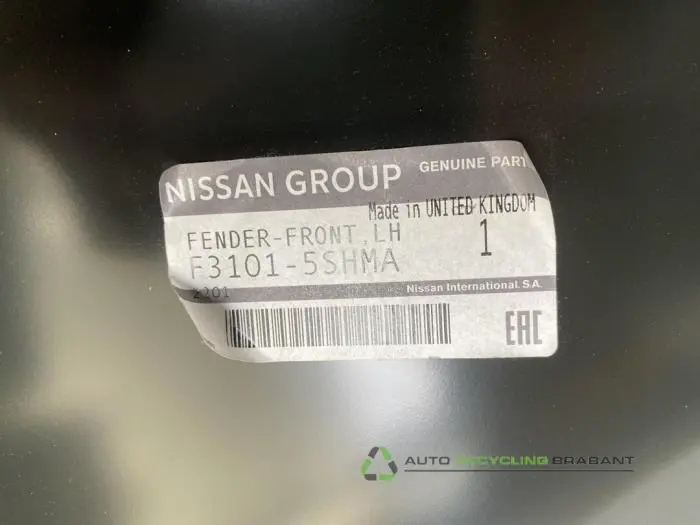 GENUINE PART
NISSAN GROUP
Made in UNITED KINGDOM
FENDER-FRONT,LH
1
F3101-5SHMA
2201
Nissan International S.A.
EAC
AUTO RECYCLING BRABANT